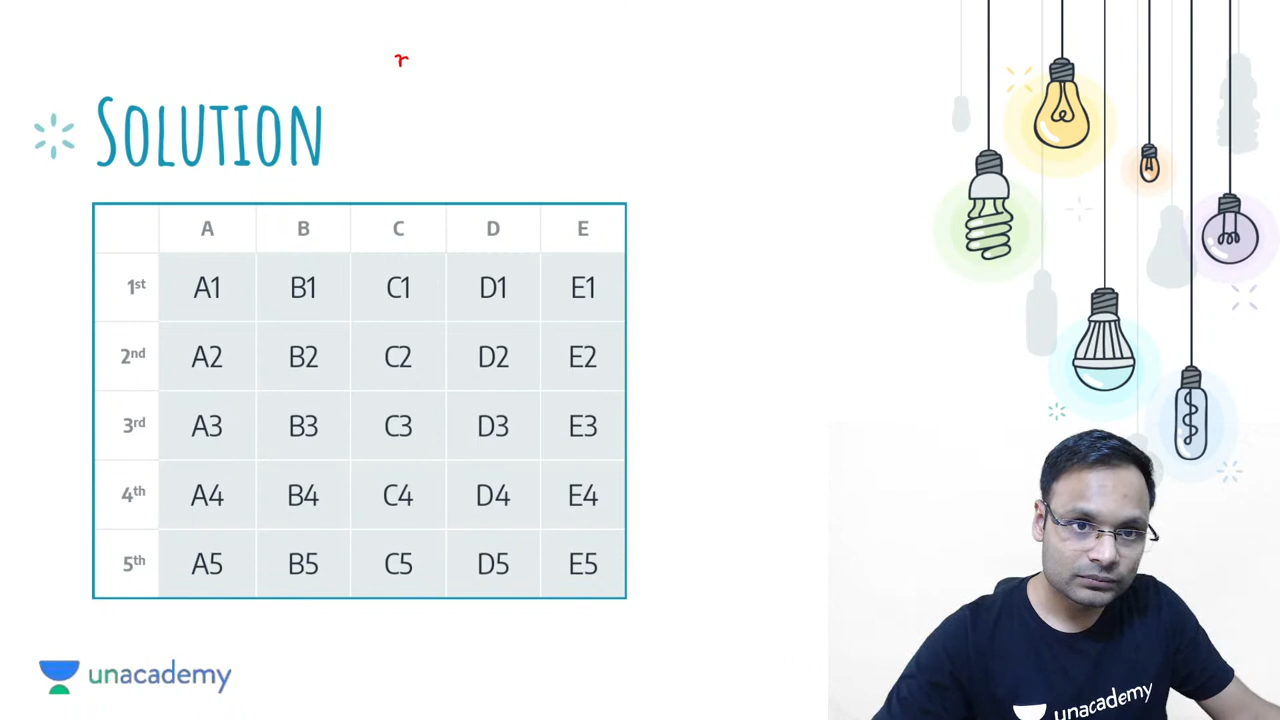 r
SOLUTION
A B C D E
1st A1 B1 C1 D1 E1
2nd A2 B2 C2 D2 E2
3rd A3 B3 C3 D3 E3
4th A4 B4 C4 D4 E4
5th A5 B5 C5 D5 E5
unacademy
unacademy